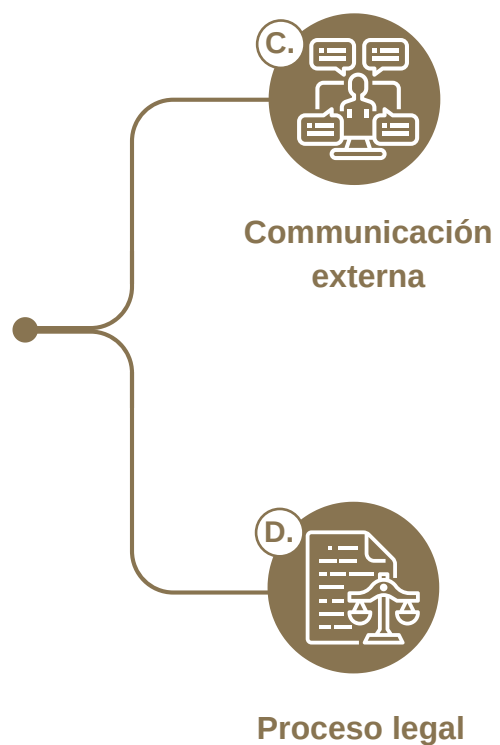 C.
Communicación
externa
D.
Proceso legal